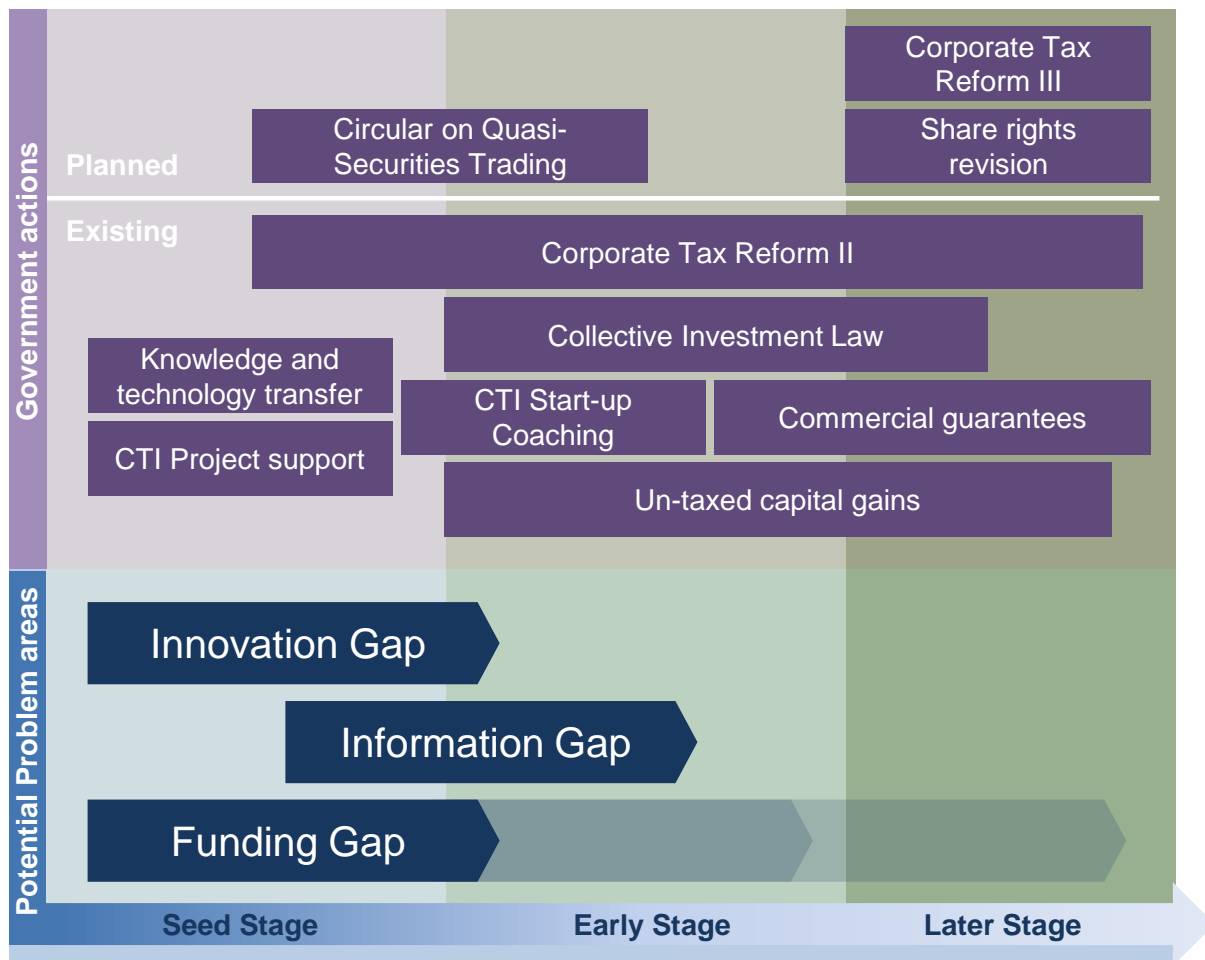 Government actions
Planned
Corporate Tax
Reform III
Circular on Quasi-
Securities Trading
Share rights
revision
Existing
Corporate Tax Reform II
Collective Investment Law
Knowledge and
technology transfer
CTI Start-up
Coaching
Commercial guarantees
CTI Project support
Un-taxed capital gains
Potential Problem areas
Innovation Gap
Information Gap
Funding Gap
Seed Stage
Early Stage
Later Stage